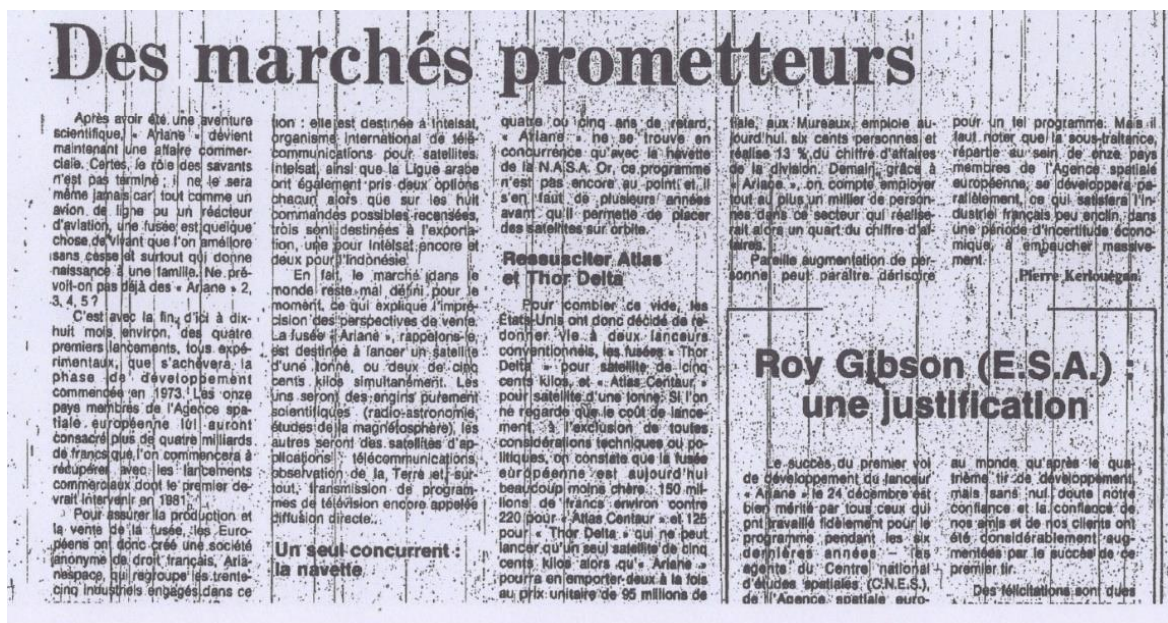 Des marchés prometteurs
Après avoir été une aventure
scientifique, « Ariane » devient
maintenant une affaire commer-
ciale. Certes, le rôle des savants
n'est pas terminé ; il ne le sera
même jamais car, tout comme un
avion de ligne ou un réacteur
d'aviation, une fusée est quelque
chose de vivant que l'on améliore
sans cesse et surtout qui donne
naissance à une famille. Ne pré-
voit-on pas déjà des « Ariane » 2,
3, 4, 5 ?
C'est avec la fin, d'ici à dix-
huit mois environ, des quatre
premiers lancements, tous expé-
rimentaux, que s'achèvera la
phase de développement
commencée en 1973. Les onze
pays membres de l'Agence spa-
tiale européenne lui auront
consacré plus de quatre milliards
de francs que l'on commencera à
récupérer avec les lancements
commerciaux dont le premier de-
vrait intervenir en 1981.
Pour assurer la production et
la vente de la fusée, les Euro-
péens ont donc créé une société
anonyme de droit français, Aria-
nespace, qui regroupe les trente-
cinq industriels engagés dans ce
tion : elle est destinée à Intelsat,
organisme international de télé-
communications pour satellites.
Intelsat, ainsi que la Ligue arabe
ont également pris deux options
chacun alors que sur les huit
commandes possibles recensées,
trois sont destinées à l'exporta-
tion, une pour Intelsat encore et
deux pour l'Indonésie.
En fait, le marché dans le
monde reste mal défini pour le
moment, ce qui explique l'impré-
cision des perspectives de vente.
La fusée « Ariane », rappelons-le,
est destinée à lancer un satellite
d'une tonne, ou deux de cinq
cents kilos simultanément. Les
uns seront des engins purement
scientifiques (radio-astronomie,
études de la magnétosphère), les
autres seront des satellites d'ap-
plications : télécommunications,
observation de la Terre et, sur-
tout, transmission de program-
mes de télévision encore appelée
diffusion directe.
Un seul concurrent :
la navette
quatre ou cinq ans de retard,
« Ariane » ne se trouve en
concurrence qu'avec la navette
de la N.A.S.A. Or, ce programme
n'est pas encore au point et il
s'en faut de plusieurs années
avant qu'il permette de placer
des satellites sur orbite.
Ressusciter Atlas
et Thor Delta
Pour combler ce vide, les
États-Unis ont donc décidé de re-
donner vie à deux lanceurs
conventionnels, les fusées « Thor
Delta » pour satellite de cinq
cents kilos, et « Atlas Centaur »
pour satellite d'une tonne. Si l'on
ne regarde que le coût de lance-
ment, à l'exclusion de toutes
considérations techniques ou po-
litiques, on constate que la fusée
européenne est aujourd'hui
beaucoup moins chère : 150 mil-
lions de francs environ contre
220 pour « Atlas Centaur » et 125
pour « Thor Delta » qui ne peut
lancer qu'un seul satellite de cinq
cents kilos alors qu'« Ariane »
pourra en emporter deux à la fois
au prix unitaire de 95 millions de
tiale, aux Mureaux, emploie au-
jourd'hui six cents personnes et
réalise 13 % du chiffre d'affaires
de la division. Demain, grâce à
« Ariane », on compte employer
tout au plus un millier de person-
nes dans ce secteur qui réalise-
rait alors un quart du chiffre d'af-
faires.
Pareille augmentation de per-
sonne peut paraître dérisoire
pour un tel programme. Mais il
faut noter que la sous-traitance,
répartie au sein de onze pays
membres de l'Agence spatiale
européenne, se développera pa-
rallèlement, ce qui satisfera l'in-
dustriel français peu enclin, dans
une période d'incertitude écono-
mique, à embaucher massive-
ment.
Pierre Kerlouégan.
Roy Gibson (E.S.A.) :
une justification
Le succès du premier vol
de développement du lanceur
« Ariane » le 24 décembre est
bien mérité par tous ceux qui
ont travaillé fidèlement pour le
programme pendant les six
dernières années – les
agents du Centre national
d'études spatiales (C.N.E.S.),
de l'Agence spatiale euro-
au monde qu'après le qua-
trième tir de développement,
mais sans nul doute notre
confiance et la confiance de
nos amis et de nos clients ont
été considérablement aug-
mentées par le succès de ce
premier tir.
Des félicitations sont dues